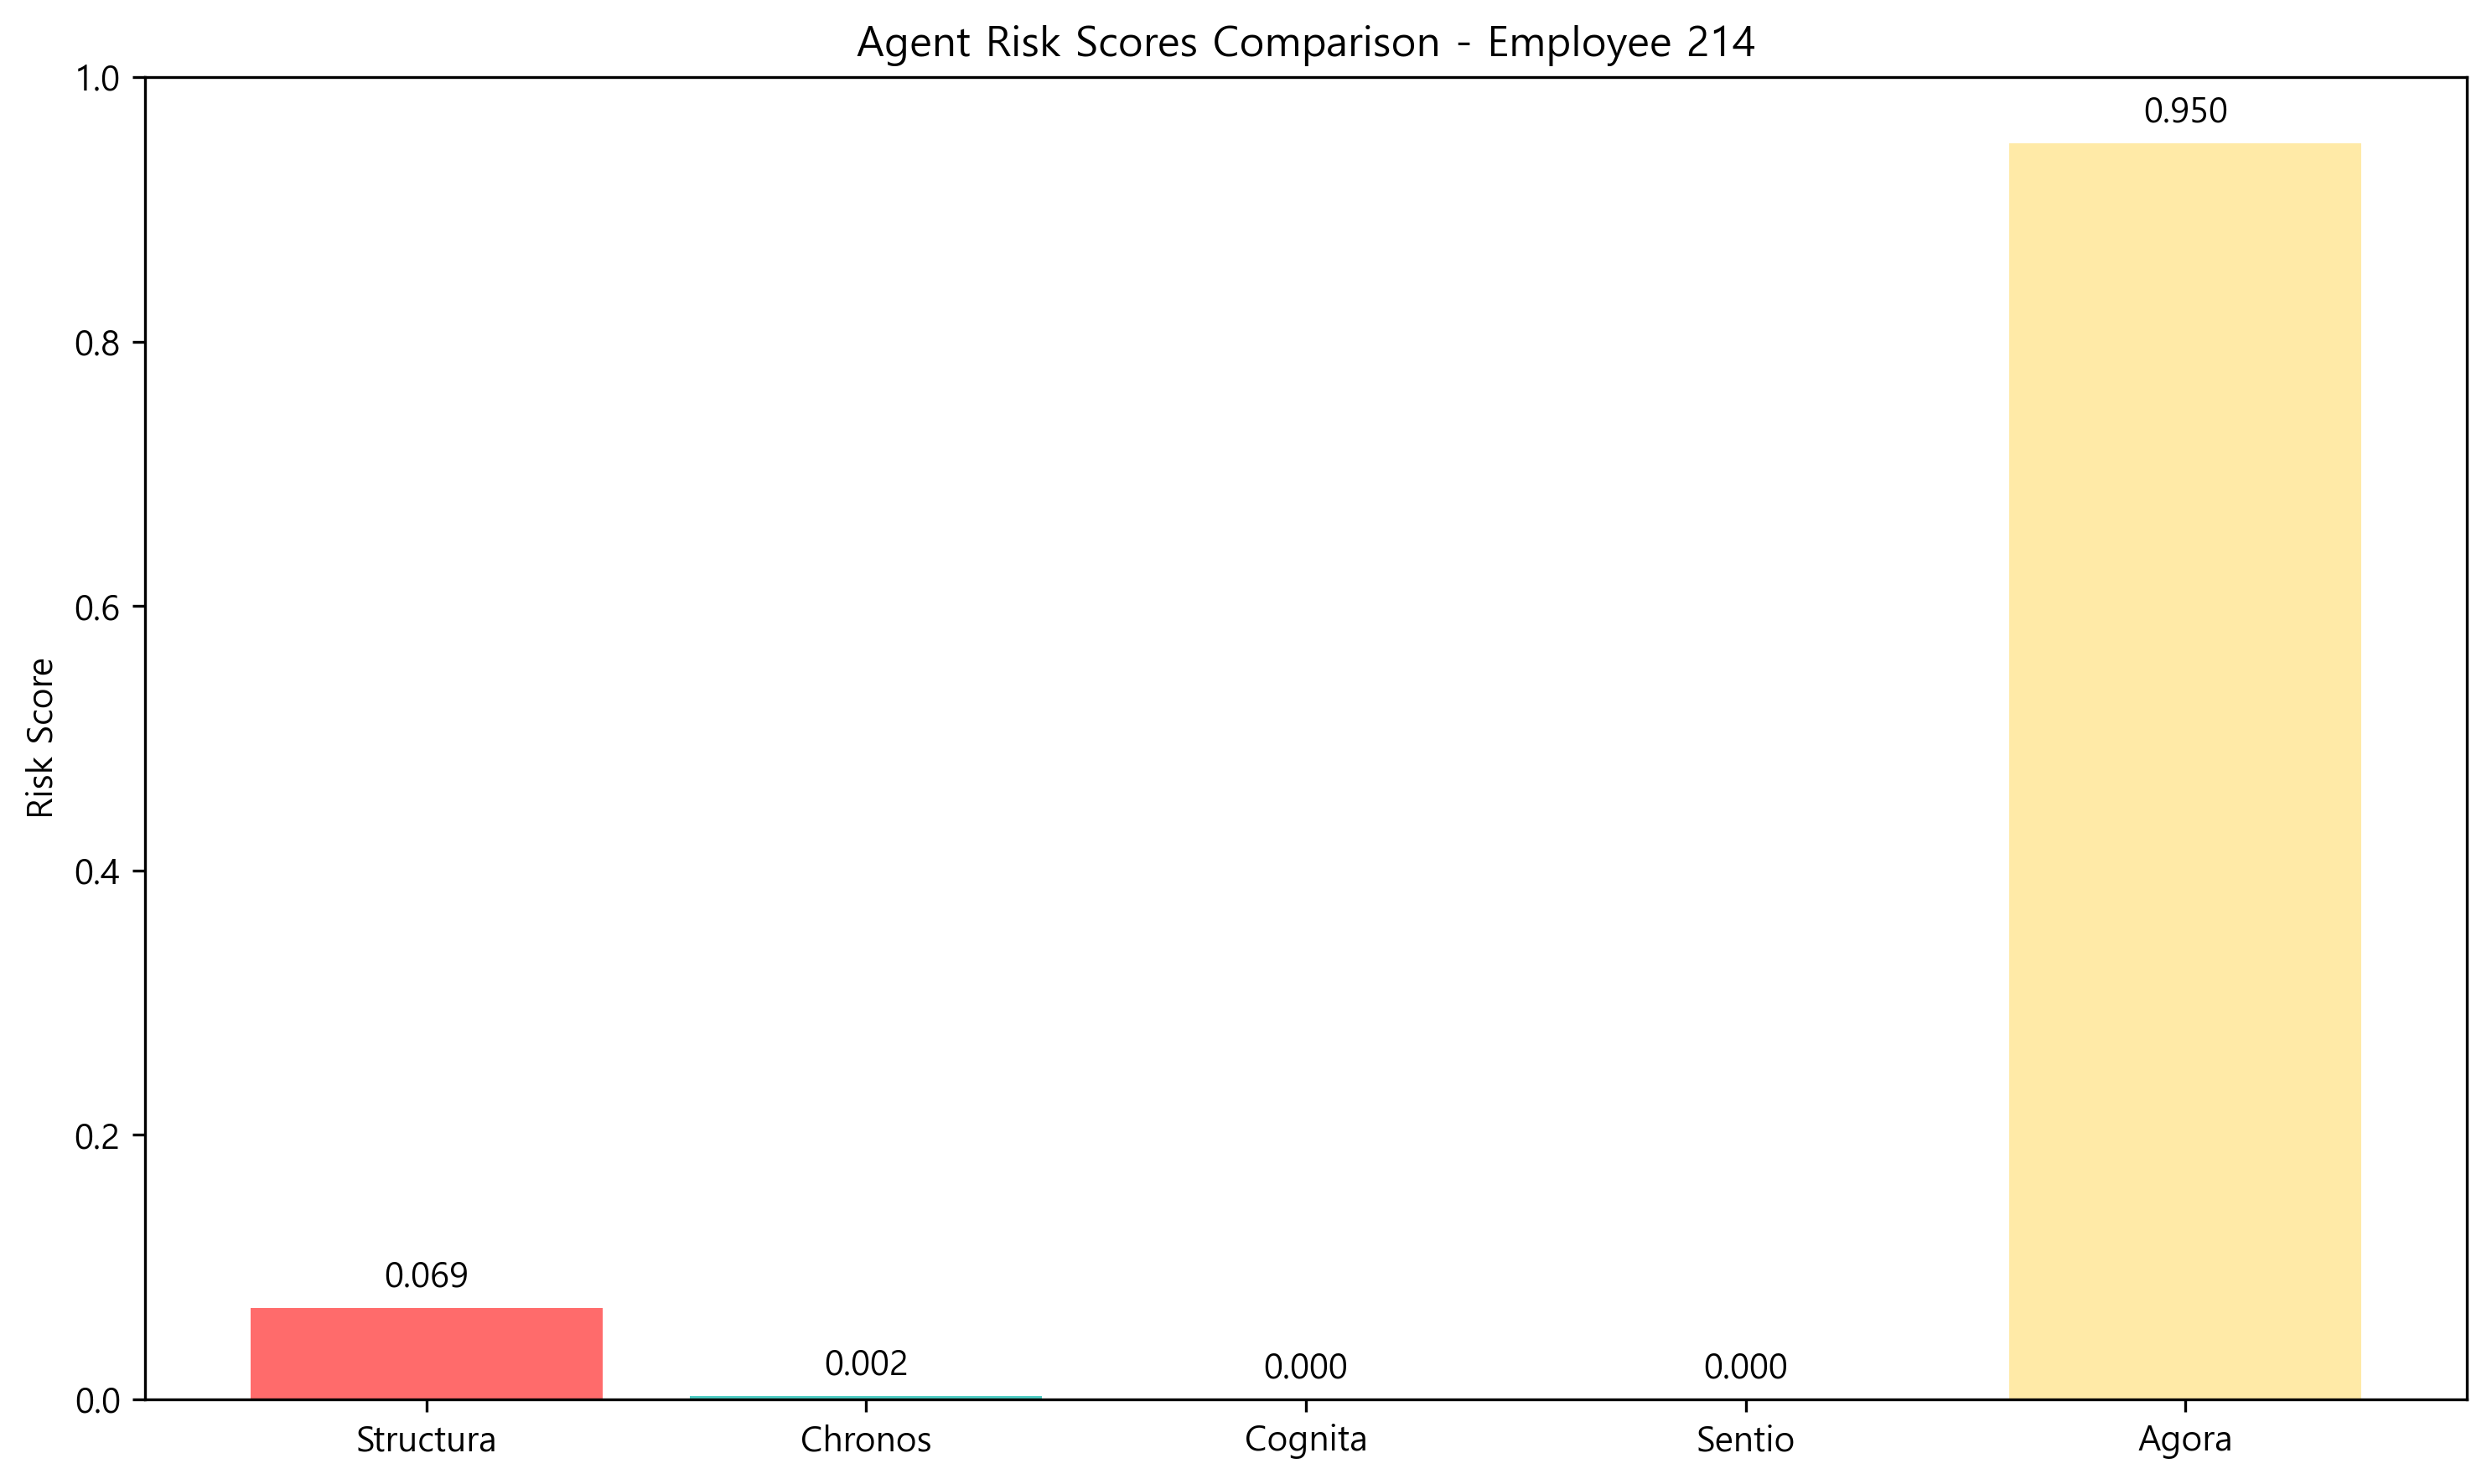 Agent Risk Scores Comparison - Employee 214
Risk Score
1.0
0.8
0.6
0.4
0.2
0.0
0.069
0.002
0.000
0.000
0.950
Structura
Chronos
Cognita
Sentio
Agora